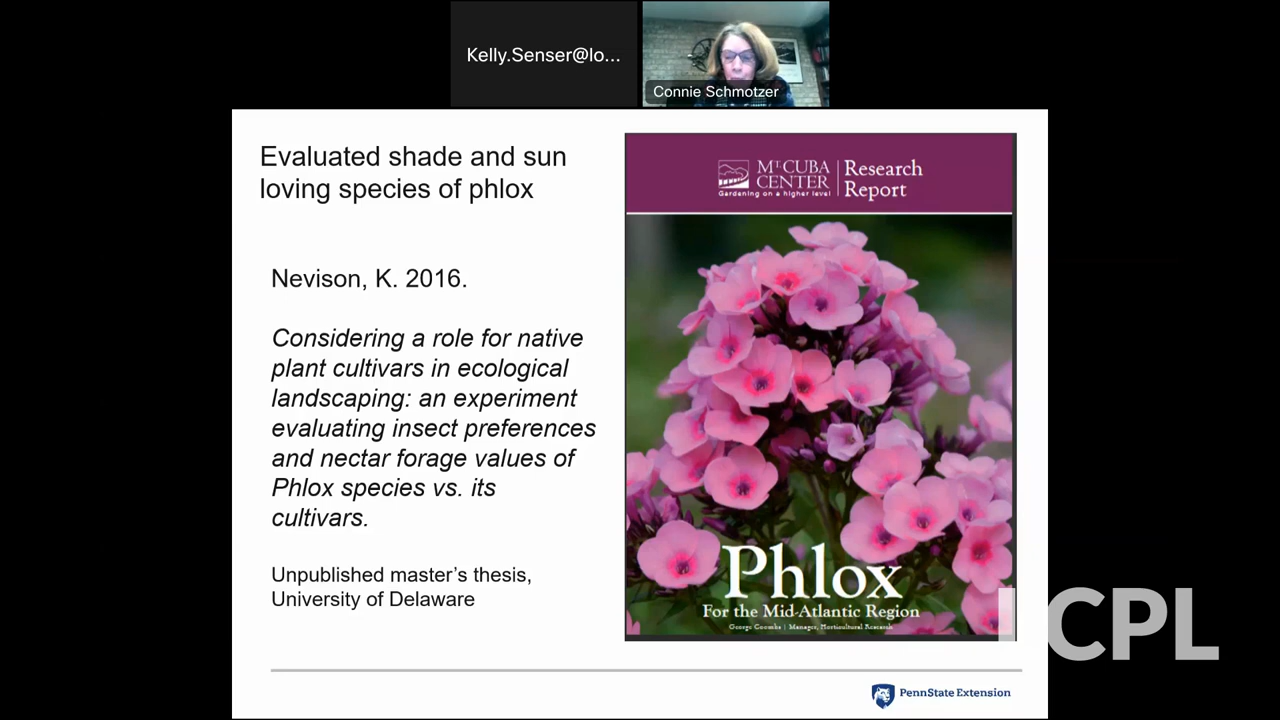 Kelly.Senser@lo...
Connie Schmotzer
Evaluated shade and sun
loving species of phlox
Nevison, K. 2016.
Considering a role for native
plant cultivars in ecological
landscaping: an experiment
evaluating insect preferences
and nectar forage values of
Phlox species vs. its
cultivars.
Unpublished master's thesis,
University of Delaware
MT. CUBA
CENTER
Gardening on a higher level
Research
Report
Phlox
For the Mid-Atlantic Region
George Coombs | Manager, Horticultural Research
LCPL
PennState Extension